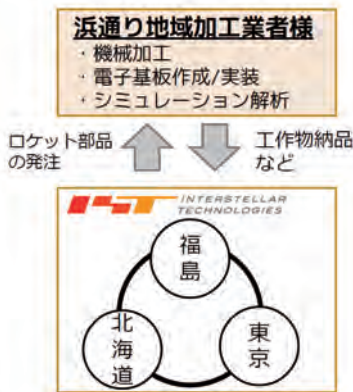 浜通り地域加工業者様
・機械加工
・電子基板作成/実装
・シミュレーション解析
ロケット部品
の発注
工作物納品
など
IST INTERSTELLAR
TECHNOLOGIES
福島
北海道
東京